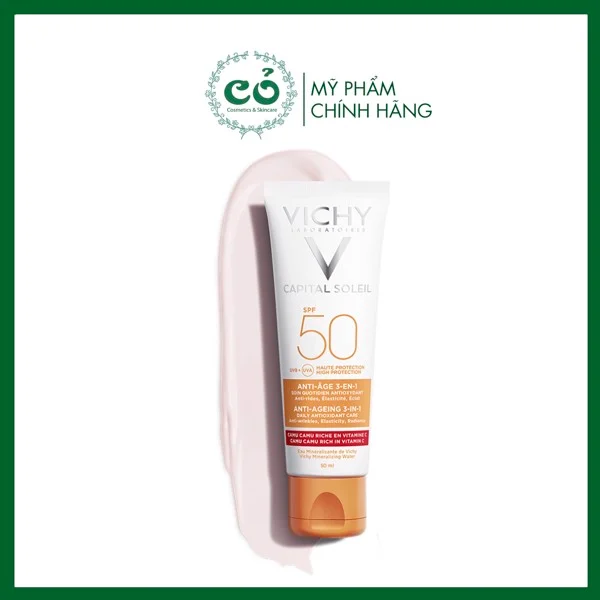 CỎ
Cosmetics & Skincare
MỸ PHẨM
CHÍNH HÃNG
VICHY
LABORATOIRES
CAPITAL SOLEIL
SPF
50
UVB+UVA
HAUTE PROTECTION
HIGH PROTECTION
ANTI-ÂGE 3-EN-1
SOIN QUOTIDIEN ANTIOXYDANT
Anti-rides, Élasticité, Éclat
ANTI-AGEING 3-IN-1
DAILY ANTIOXIDANT CARE
Anti-wrinkles, Elasticity, Radiance
CAMU CAMU RICHE EN VITAMINE C
CAMU CAMU RICH IN VITAMIN C
Eau Minéralisante de Vichy
Vichy Mineralizing Water